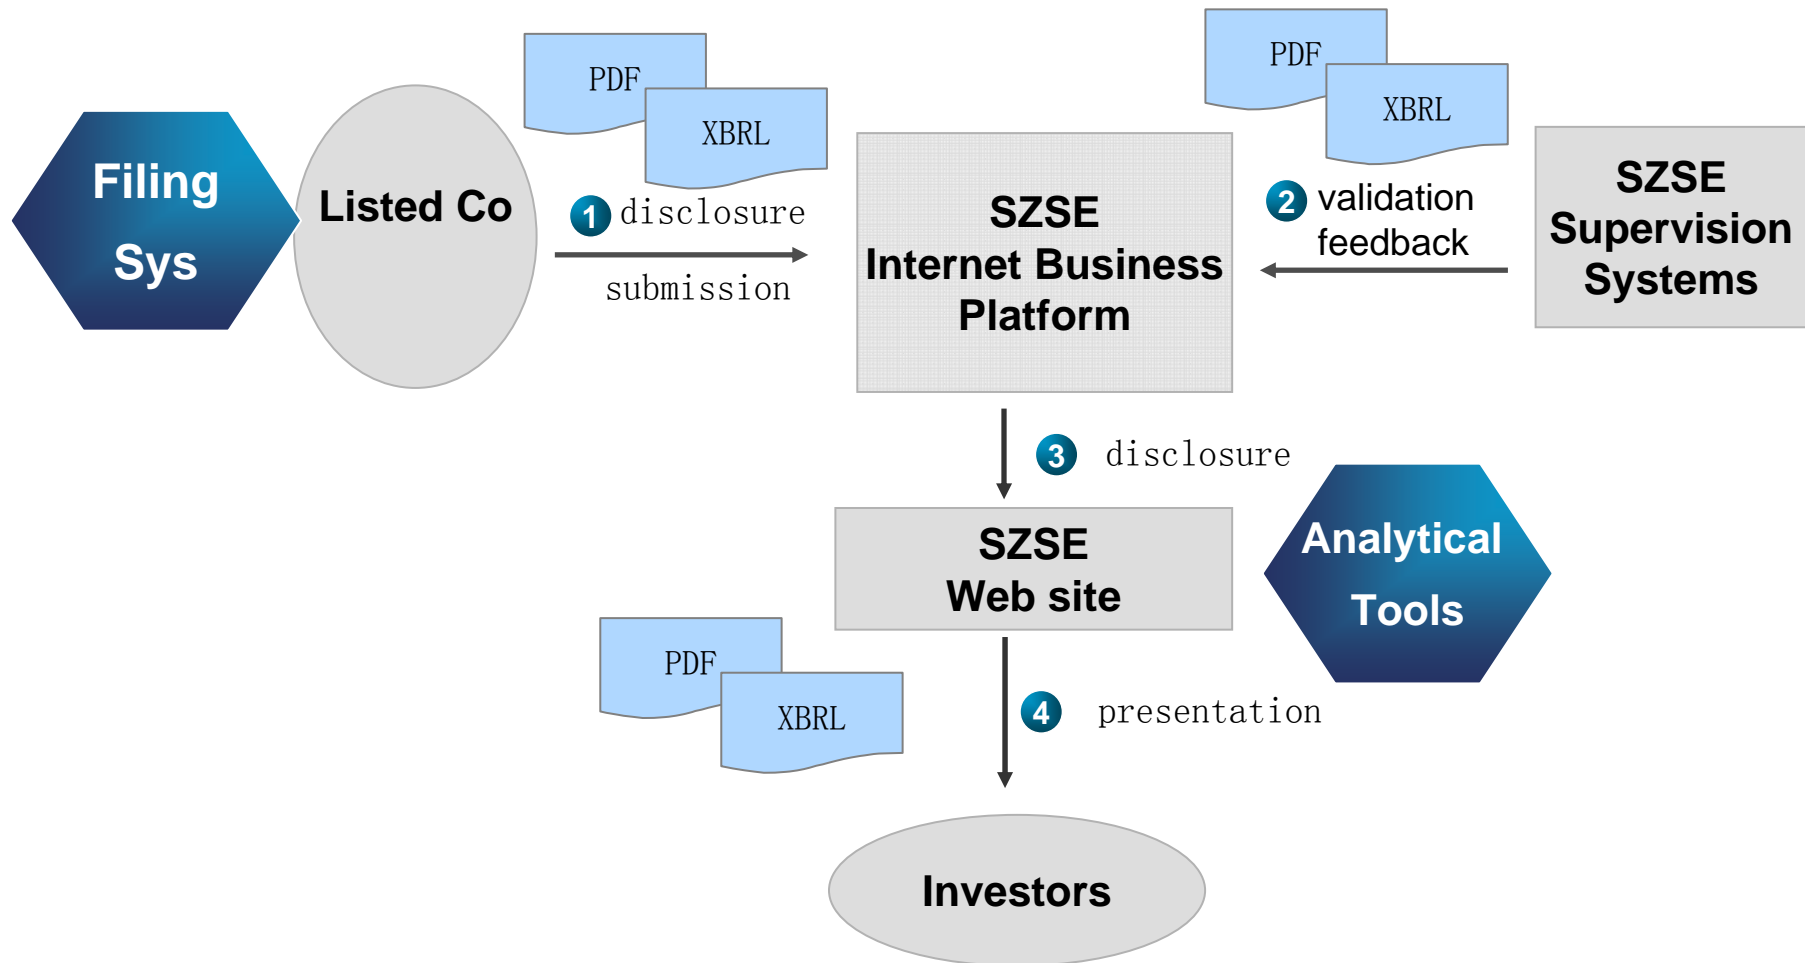 PDF
XBRL
Filing
Sys
Listed Co
1 disclosure
submission
SZSE
Internet Business
Platform
PDF
XBRL
2 validation
feedback
SZSE
Supervision
Systems
3 disclosure
SZSE
Web site
Analytical
Tools
PDF
XBRL
4 presentation
Investors